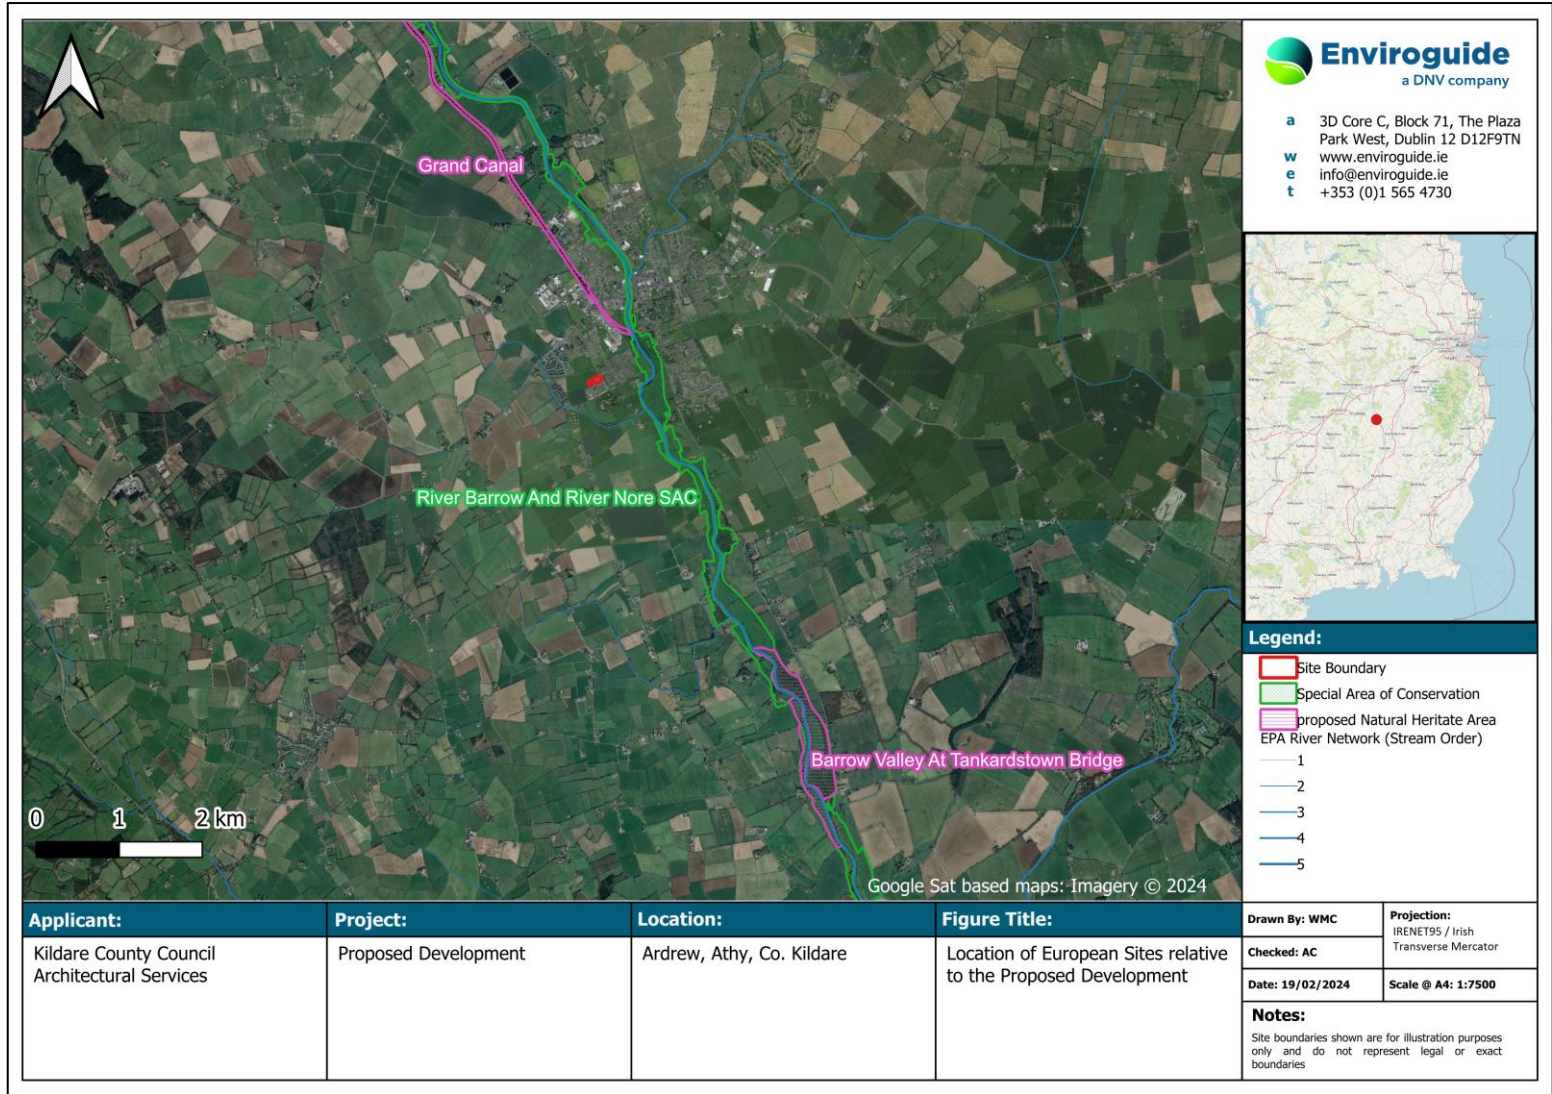 Grand Canal
River Barrow And River Nore SAC
Barrow Valley At Tankardstown Bridge
0 1 2 km
Google Sat based maps: Imagery © 2024
Enviroguide
a DNV company
a 3D Core C, Block 71, The Plaza
Park West, Dublin 12 D12F9TN
w www.enviroguide.ie
e info@enviroguide.ie
t +353 (0)1 565 4730
Legend:
Site Boundary
Special Area of Conservation
proposed Natural Heritate Area
EPA River Network (Stream Order)
1
2
3
4
5
Applicant:
Kildare County Council
Architectural Services
Project:
Proposed Development
Location:
Ardrew, Athy, Co. Kildare
Figure Title:
Location of European Sites relative
to the Proposed Development
Drawn By: WMC
Checked: AC
Date: 19/02/2024
Projection:
IRENET95 / Irish
Transverse Mercator
Scale @ A4: 1:7500
Notes:
Site boundaries shown are for illustration purposes
only and do not represent legal or exact
boundaries